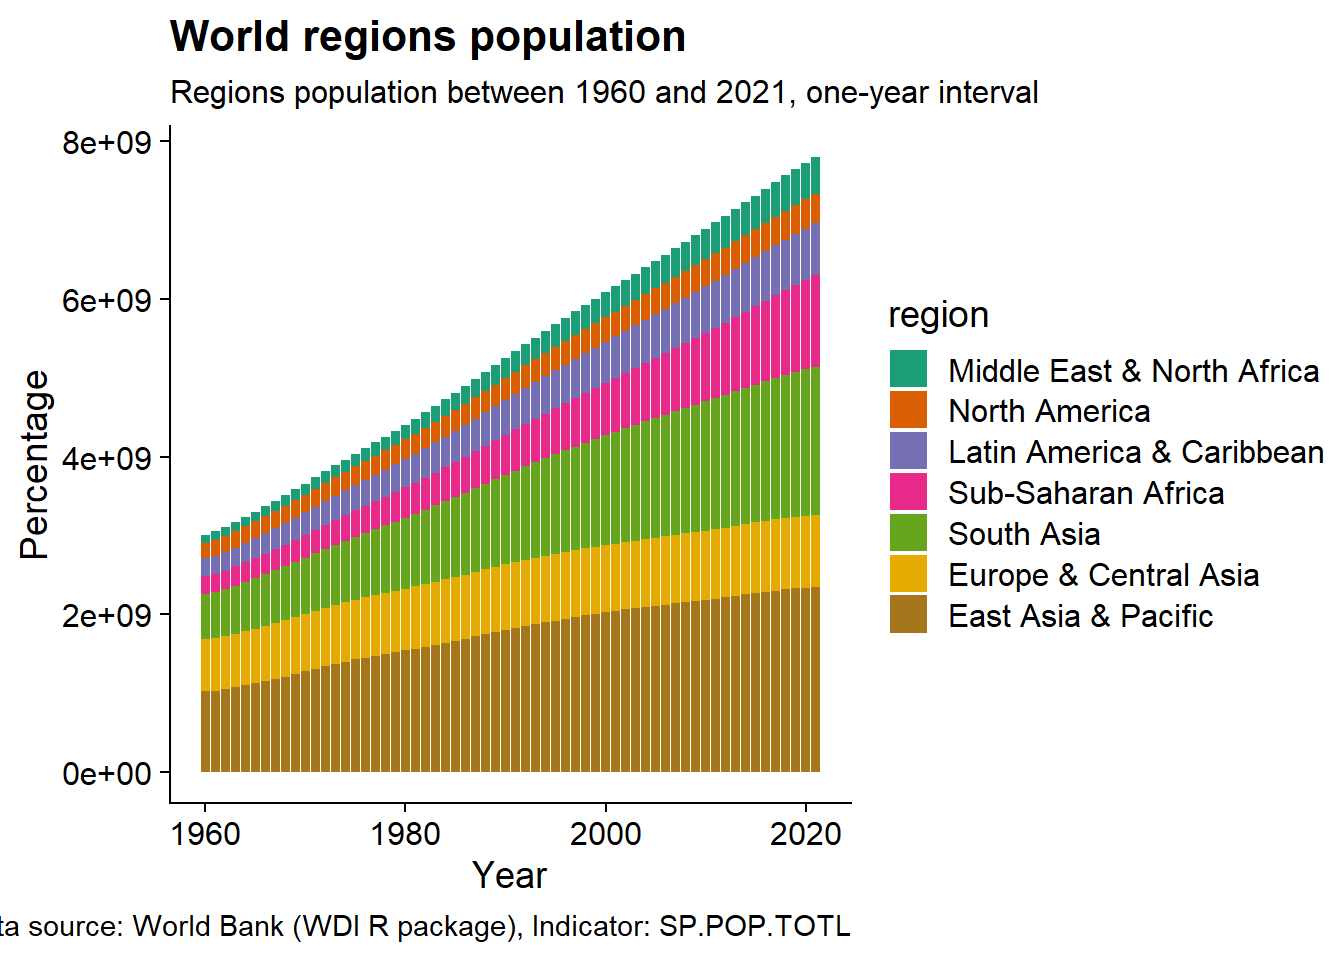 World regions population
Regions population between 1960 and 2021, one-year interval
Percentage
8e+09
6e+09
4e+09
2e+09
0e+00
1960 1980 2000 2020
Year
region
Middle East & North Africa
North America
Latin America & Caribbean
Sub-Saharan Africa
South Asia
Europe & Central Asia
East Asia & Pacific
ta source: World Bank (WDI R package), Indicator: SP.POP.TOTL